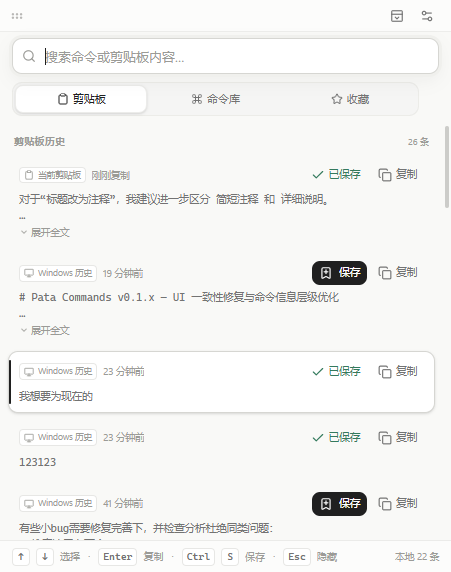 搜索命令或剪贴板内容...
剪贴板 命令库 收藏
剪贴板历史 26 条
当前剪贴板 刚刚复制 已保存 复制
对于“标题改为注释”，我建议进一步区分 简短注释 和 详细说明。
…
展开全文
Windows 历史 19 分钟前 保存 复制
# Pata Commands v0.1.x — UI 一致性修复与命令信息层级优化
…
展开全文
Windows 历史 23 分钟前 已保存 复制
我想要为现在的
Windows 历史 23 分钟前 已保存 复制
123123
Windows 历史 41 分钟前 保存 复制
有些小bug需要修复完善下，并检查分析杜绝同类问题：
↑ ↓ 选择 · Enter 复制 · Ctrl S 保存 · Esc 隐藏 本地 22 条